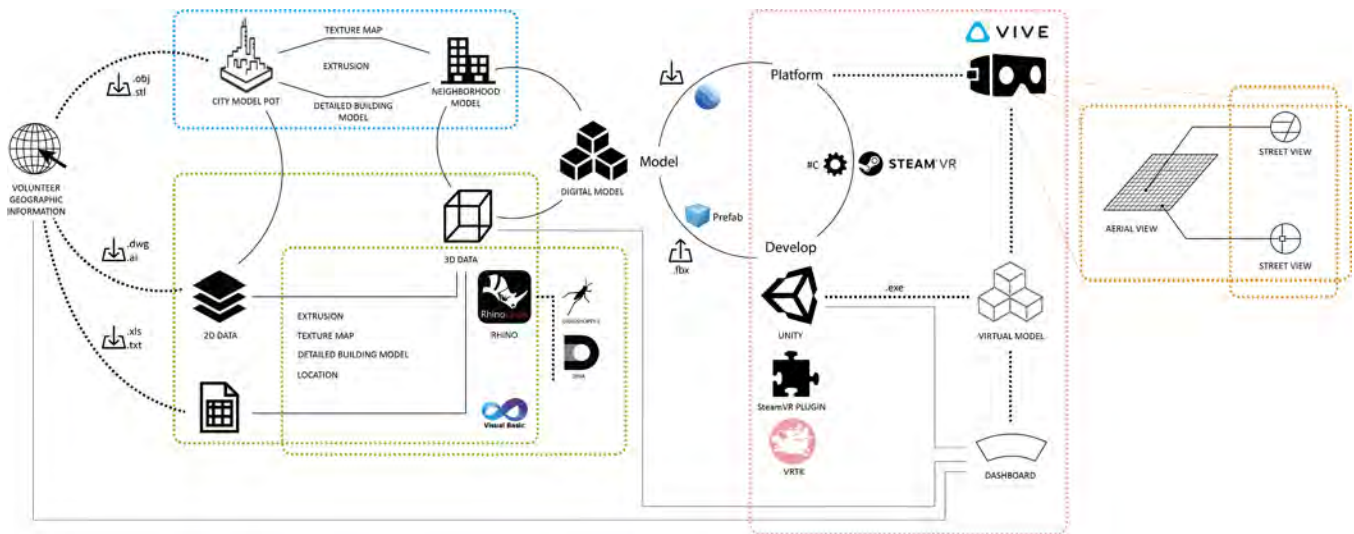 .obj
.stl
VOLUNTEER
GEOGRAPHIC
INFORMATION
.dwg
.ai
.xls
.txt
CITY MODEL POT
TEXTURE MAP
EXTRUSION
DETAILED BUILDING
MODEL
NEIGHBORHOOD
MODEL
2D DATA
3D DATA
EXTRUSION
TEXTURE MAP
DETAILED BUILDING MODEL
LOCATION
Rhinoceros
RHINO
DIVA
Visual Basic
DIGITAL MODEL
Model
Platform
#C
STEAM VR
Prefab
Develop
.fbx
UNITY
SteamVR PLUGIN
VRTK
VIVE
.exe
VIRTUAL MODEL
DASHBOARD
AERIAL VIEW
STREET VIEW
STREET VIEW